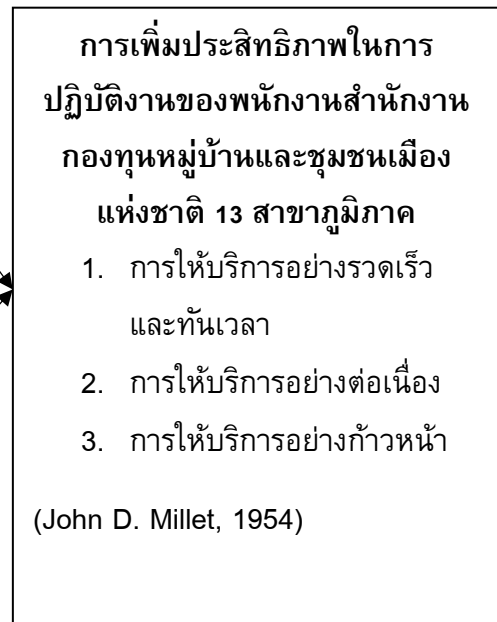 การเพิ่มประสิทธิภาพในการ
ปฏิบัติงานของพนักงานสำนักงาน
กองทุนหมู่บ้านและชุมชนเมือง
แห่งชาติ 13 สาขาภูมิภาค
1. การให้บริการอย่างรวดเร็ว
และทันเวลา
2. การให้บริการอย่างต่อเนื่อง
3. การให้บริการอย่างก้าวหน้า
(John D. Millet, 1954)